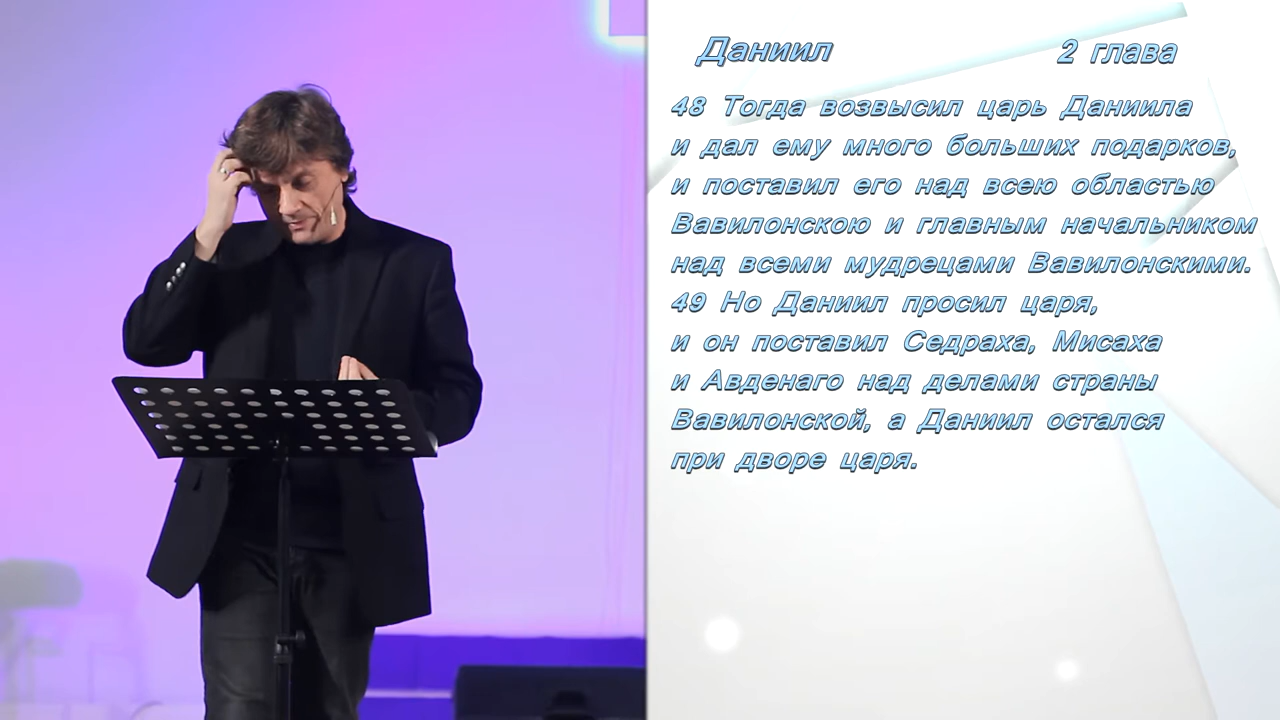 Даниил 2 глава
48 Тогда возвысил царь Даниила
и дал ему много больших подарков,
и поставил его над всею областью
Вавилонскою и главным начальником
над всеми мудрецами Вавилонскими.
49 Но Даниил просил царя,
и он поставил Седраха, Мисаха
и Авденаго над делами страны
Вавилонской, а Даниил остался
при дворе царя.